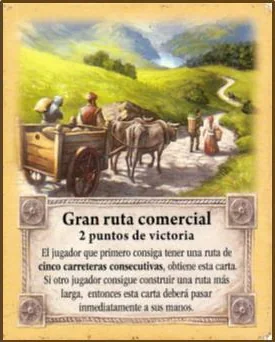 Gran ruta comercial
2 puntos de victoria
El jugador que primero consiga tener una ruta de
cinco carreteras consecutivas, obtiene esta carta.
Si otro jugador consigue construir una ruta más
larga, entonces esta carta deberá pasar
inmediatamente a sus manos.